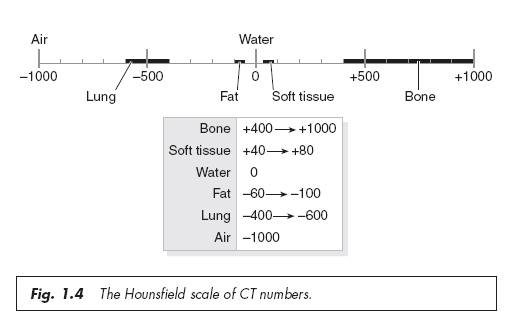 Air Water
−1000 −500 0 +500 +1000
Lung Fat Soft tissue Bone
Bone +400→+1000
Soft tissue +40→+80
Water 0
Fat −60→−100
Lung −400→−600
Air −1000
Fig. 1.4 The Hounsfield scale of CT numbers.